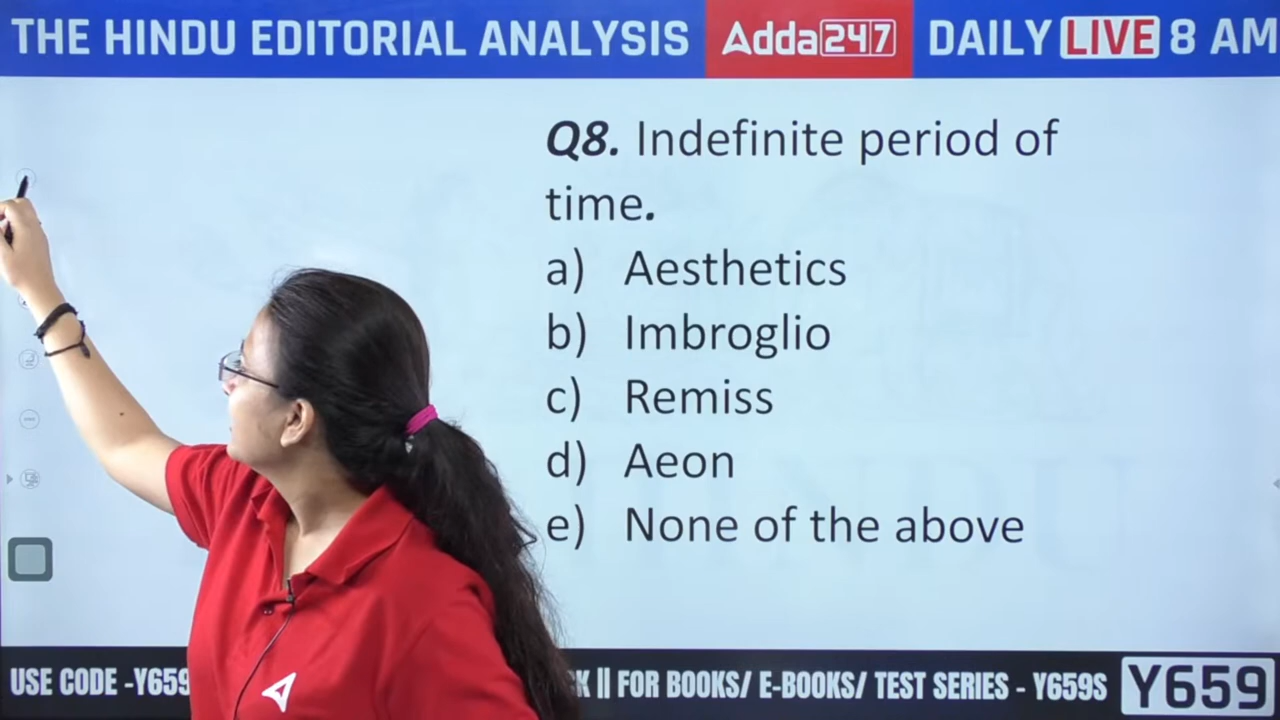 THE HINDU EDITORIAL ANALYSIS Adda247 DAILY LIVE 8 AM
Q8. Indefinite period of
time.
a) Aesthetics
b) Imbroglio
c) Remiss
d) Aeon
e) None of the above
USE CODE -Y659 || FOR BOOKS/ E-BOOKS/ TEST SERIES - Y659S Y659